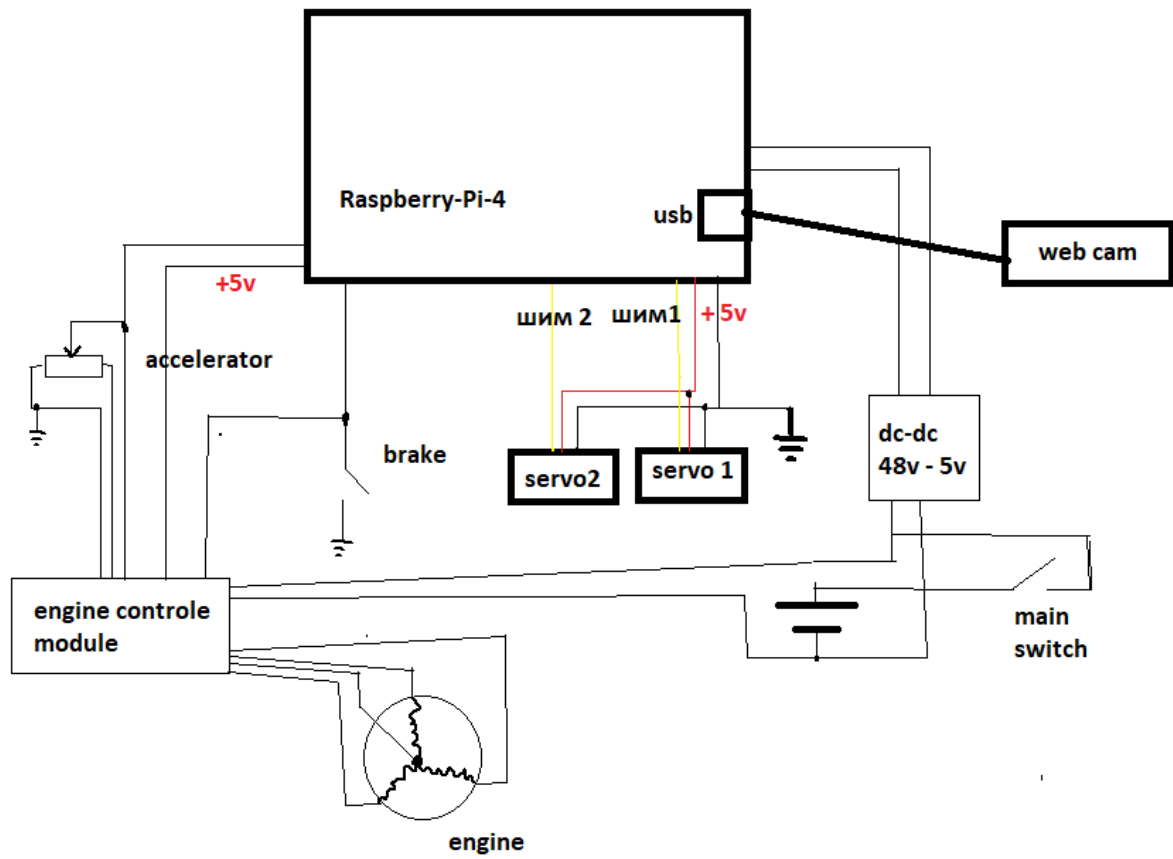 Raspberry-Pi-4
usb
web cam
+5v
шим 2
шим1
+ 5v
accelerator
brake
servo2
servo 1
dc-dc
48v - 5v
engine controle
module
main
switch
engine